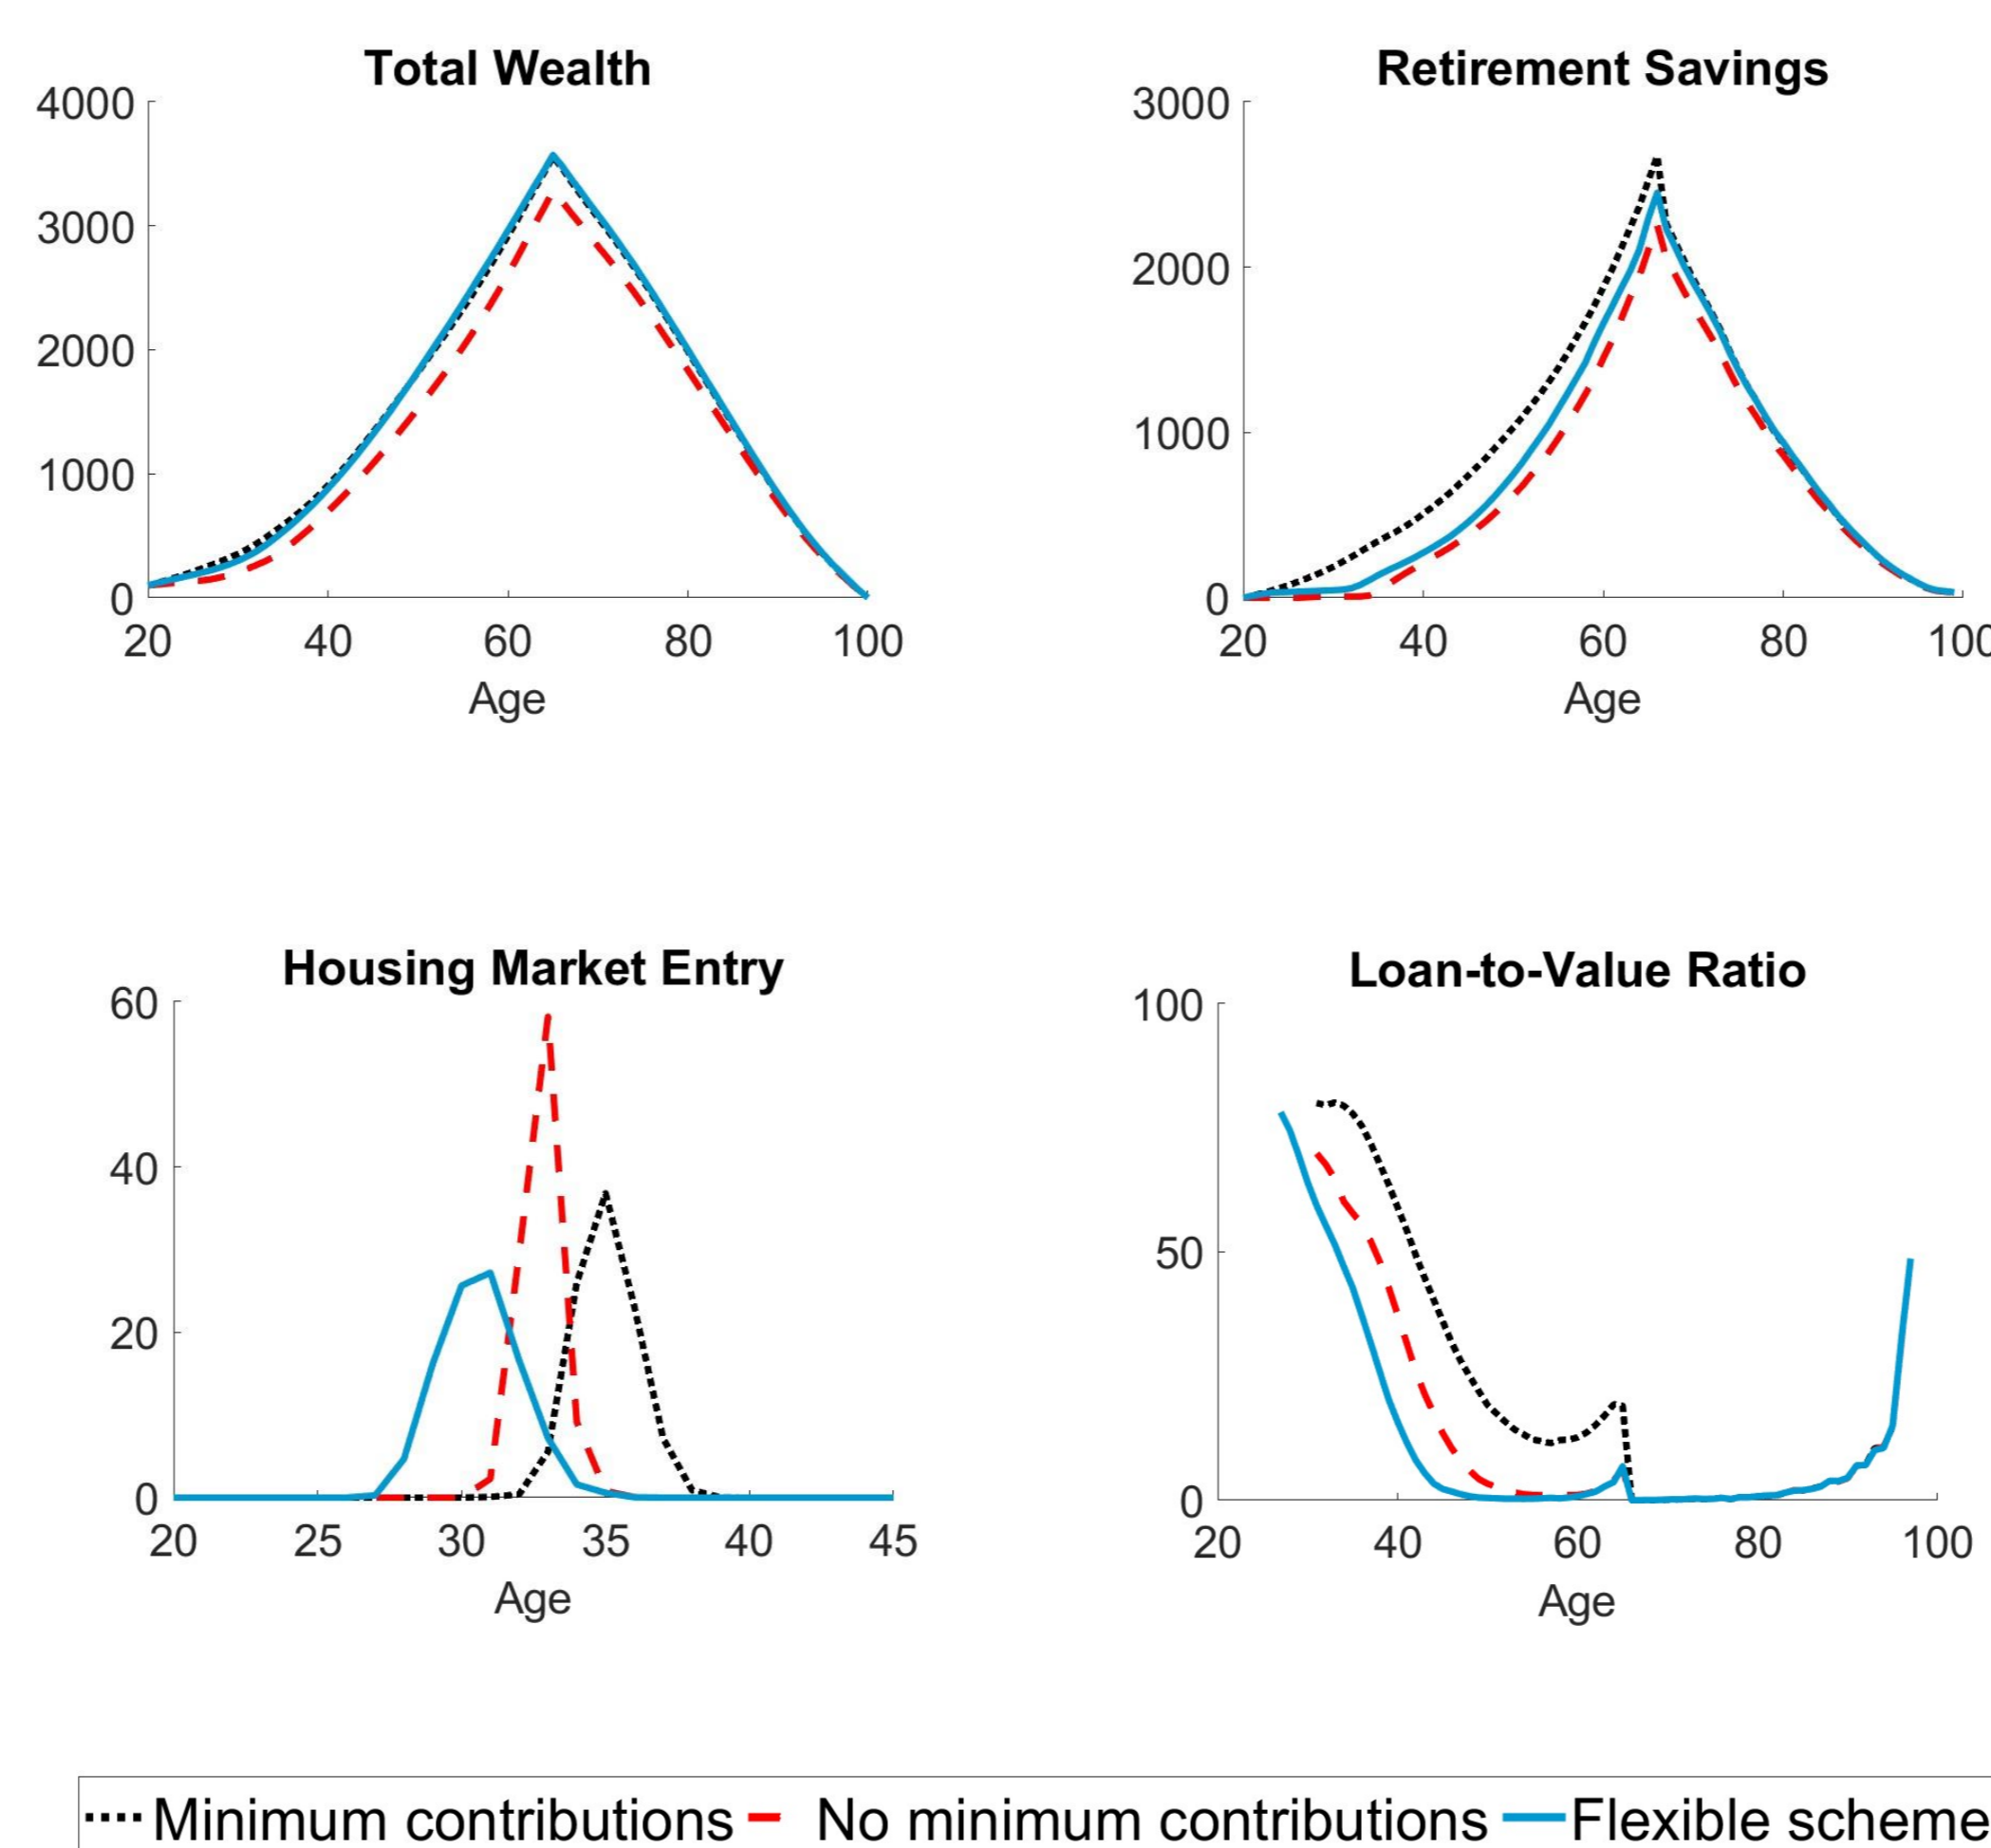 Total Wealth
4000
3000
2000
1000
0
20 40 60 80 100
Age
Retirement Savings
3000
2000
1000
0
20 40 60 80 100
Age
Housing Market Entry
60
40
20
0
20 25 30 35 40 45
Age
Loan-to-Value Ratio
100
50
0
20 40 60 80 100
Age
Minimum contributions No minimum contributions Flexible scheme